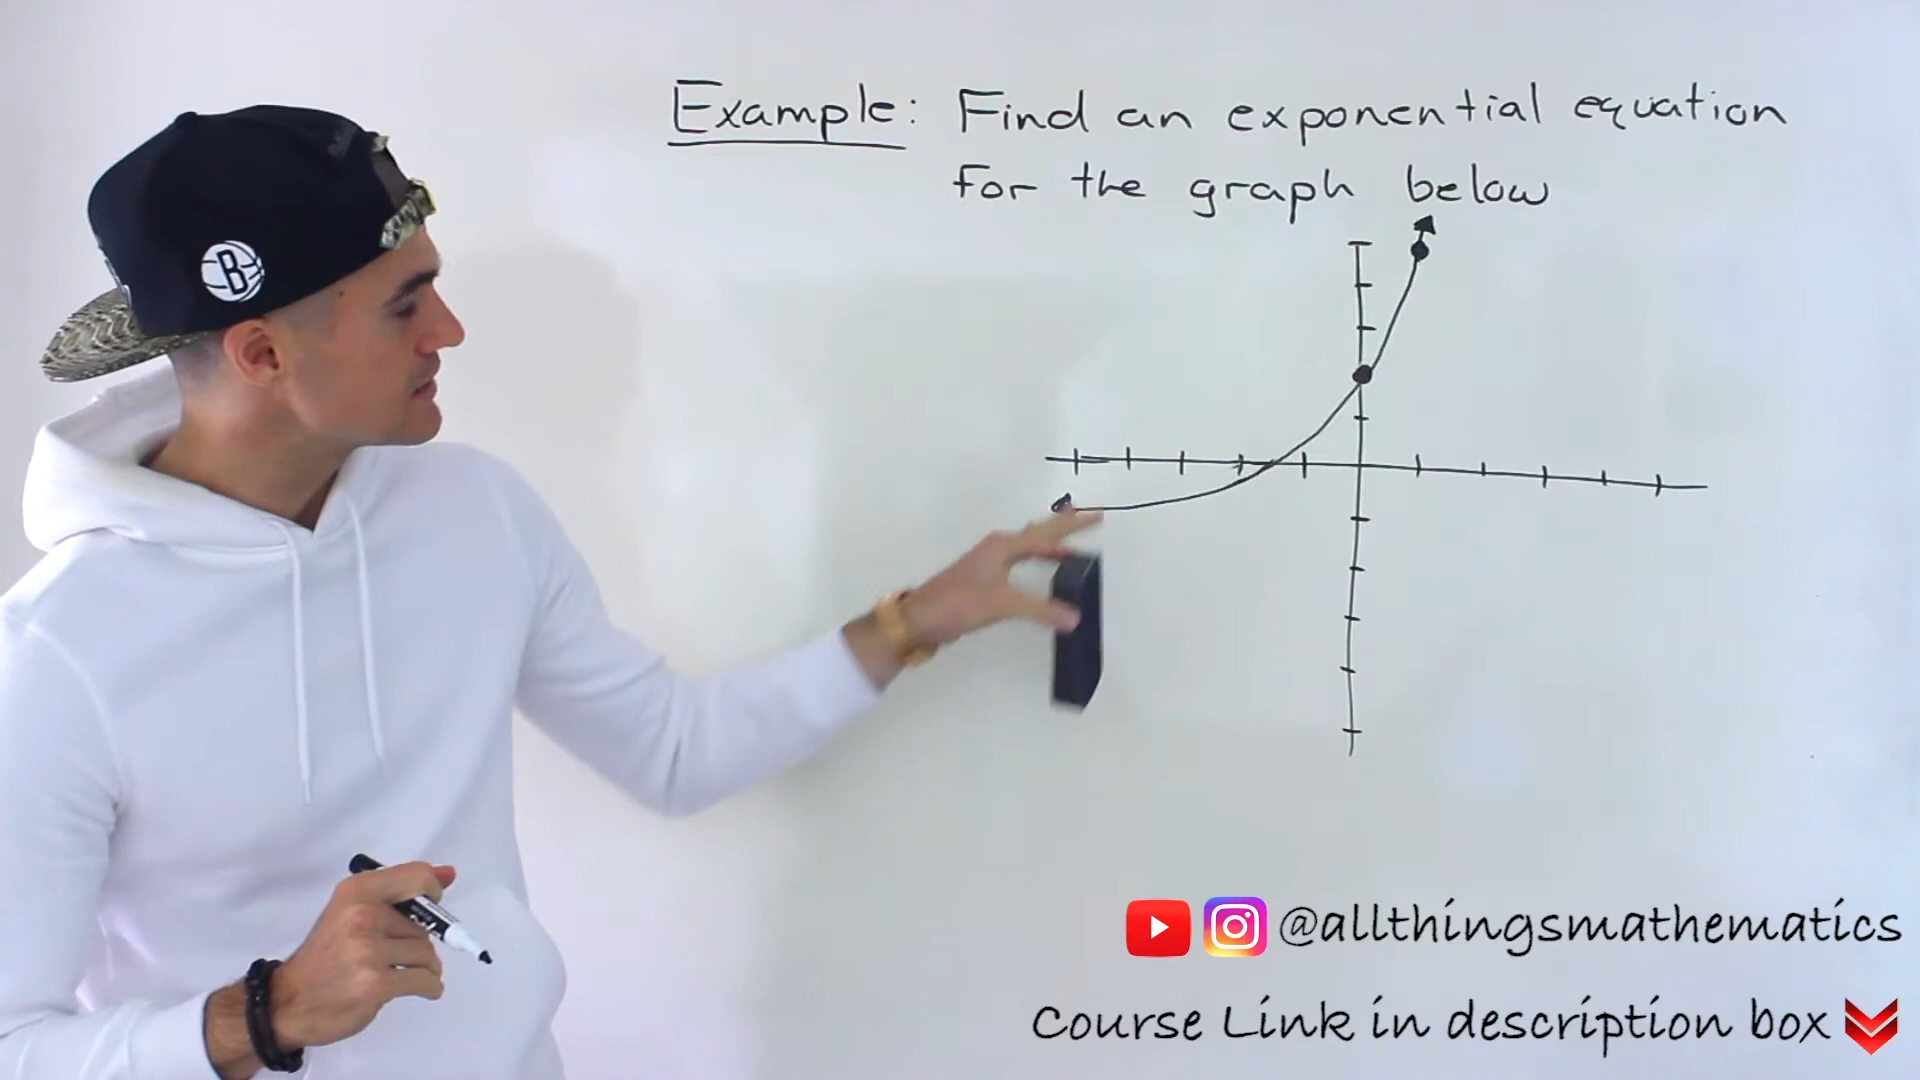 Example: Find an exponential equation
for the graph below
B
@allthingsmathematics
Course Link in description box